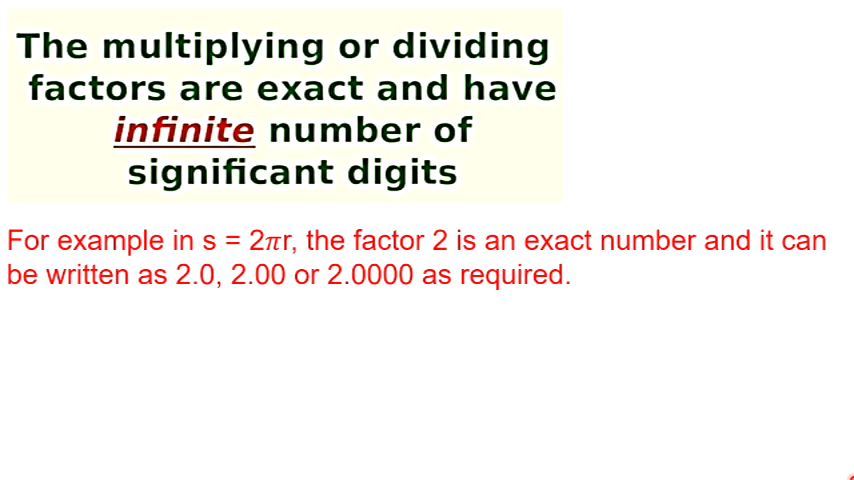 The multiplying or dividing
factors are exact and have
infinite number of
significant digits
For example in s = 2πr, the factor 2 is an exact number and it can
be written as 2.0, 2.00 or 2.0000 as required.